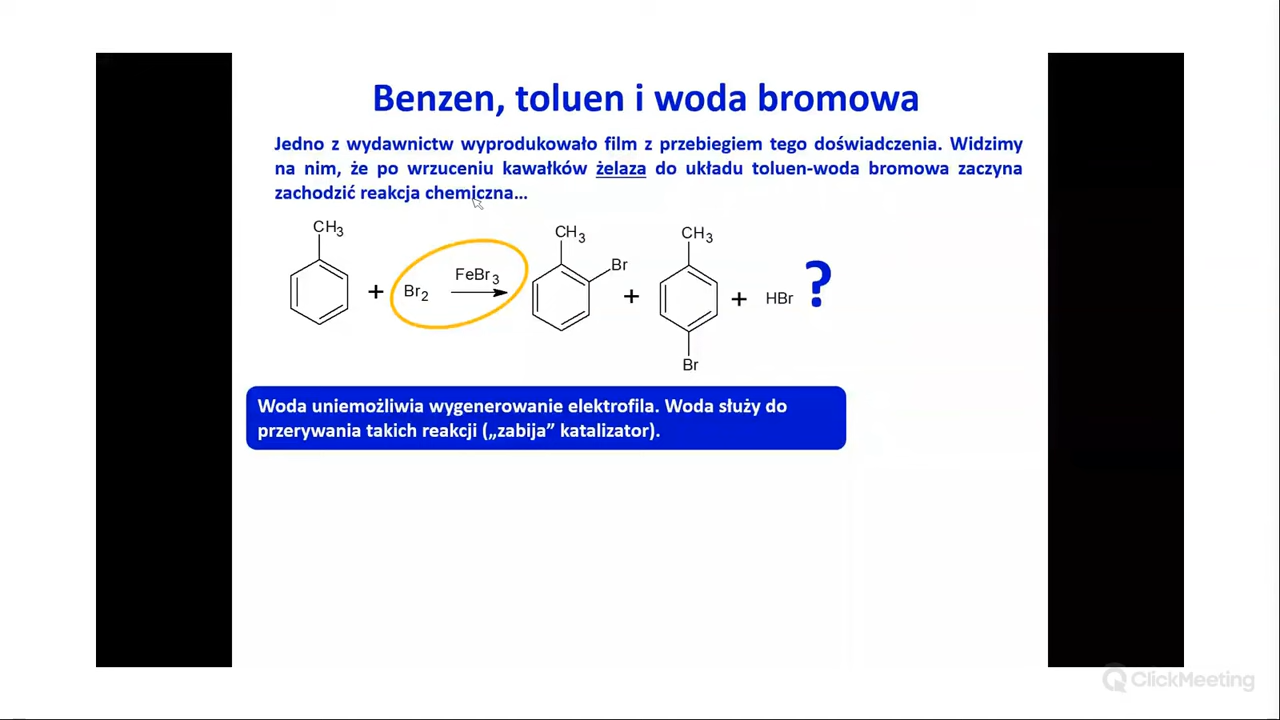 Benzen, toluen i woda bromowa
Jedno z wydawnictw wyprodukowało film z przebiegiem tego doświadczenia. Widzimy
na nim, że po wrzuceniu kawałków żelaza do układu toluen-woda bromowa zaczyna
zachodzić reakcja chemiczna...
CH3 + Br2 FeBr3 CH3 Br + CH3 Br + HBr ?
Woda uniemożliwia wygenerowanie elektrofila. Woda służy do
przerywania takich reakcji („zabija” katalizator).
ClickMeeting